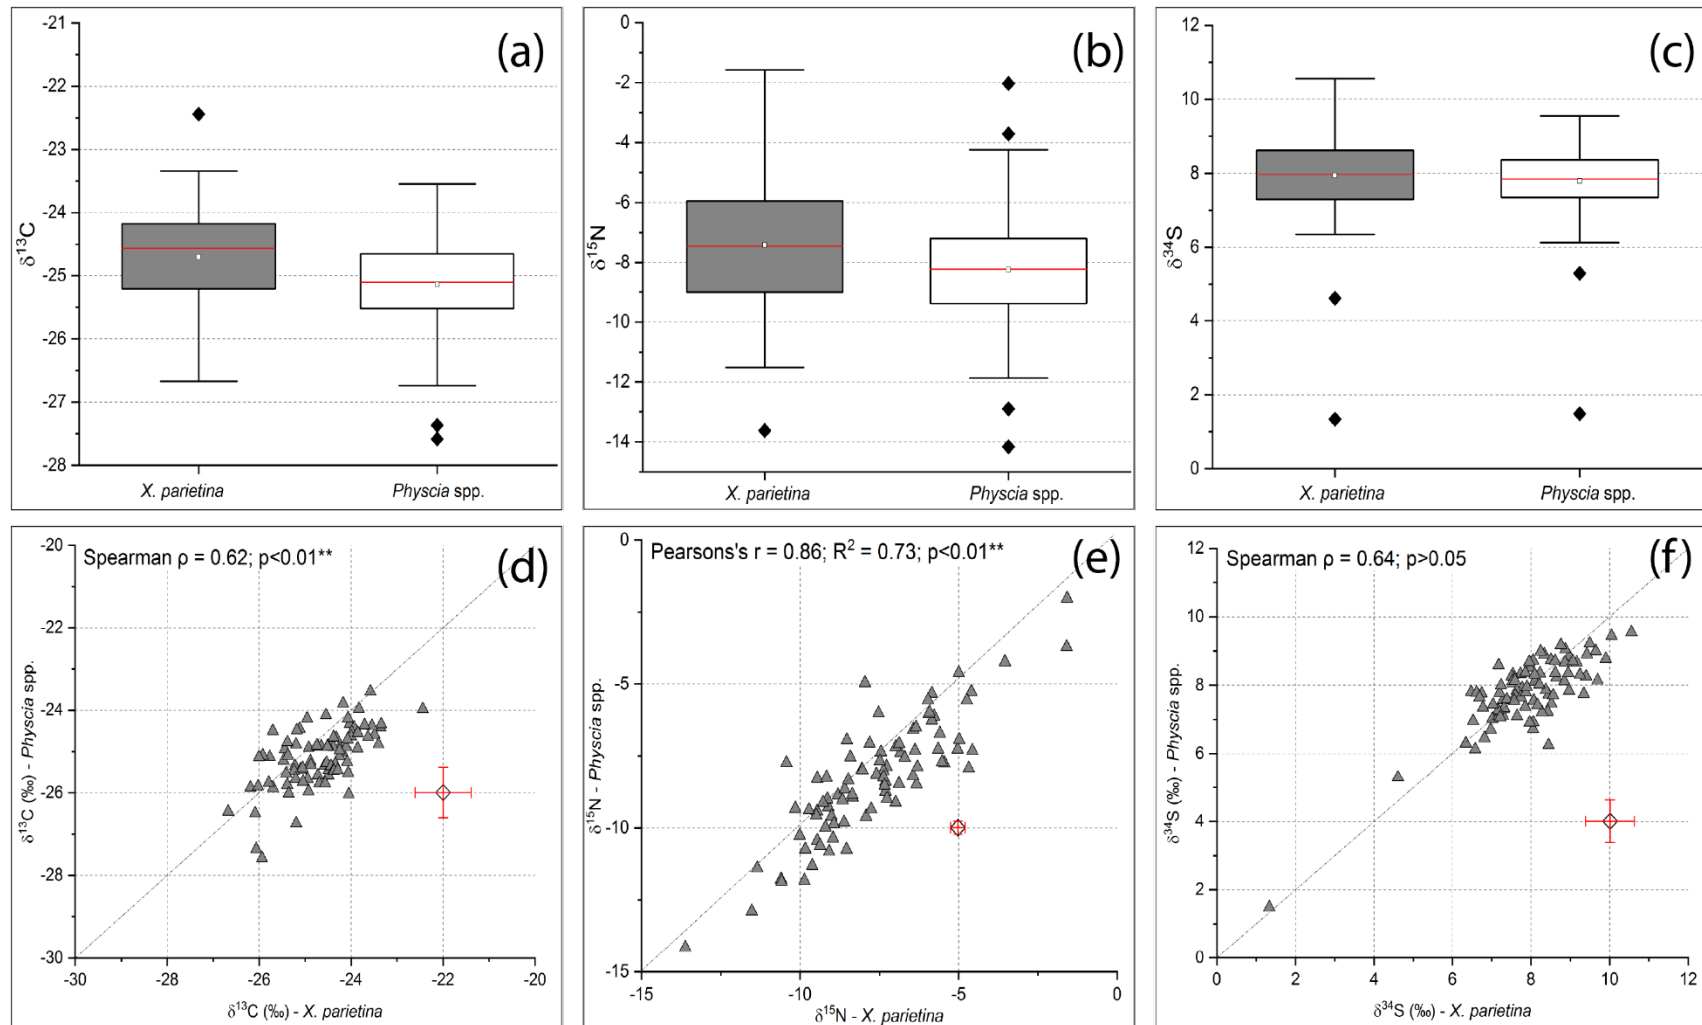 (a)
δ¹³C
-21
-22
-23
-24
-25
-26
-27
-28
X. parietina
Physcia spp.
(b)
δ¹⁵N
0
-2
-4
-6
-8
-10
-12
-14
X. parietina
Physcia spp.
(c)
δ³⁴S
12
10
8
6
4
2
0
X. parietina
Physcia spp.
Spearman ρ = 0.62; p<0.01**
(d)
δ¹³C (‰) - Physcia spp.
-20
-22
-24
-26
-28
-30
-30
-28
-26
-24
-22
-20
δ¹³C (‰) - X. parietina
Pearsons's r = 0.86; R² = 0.73; p<0.01**
(e)
δ¹⁵N - Physcia spp.
0
-5
-10
-15
-15
-10
-5
0
δ¹⁵N - X. parietina
Spearman ρ = 0.64; p>0.05
(f)
δ³⁴S (‰) - Physcia spp.
12
10
8
6
4
2
0
0
2
4
6
8
10
12
δ³⁴S (‰) - X. parietina